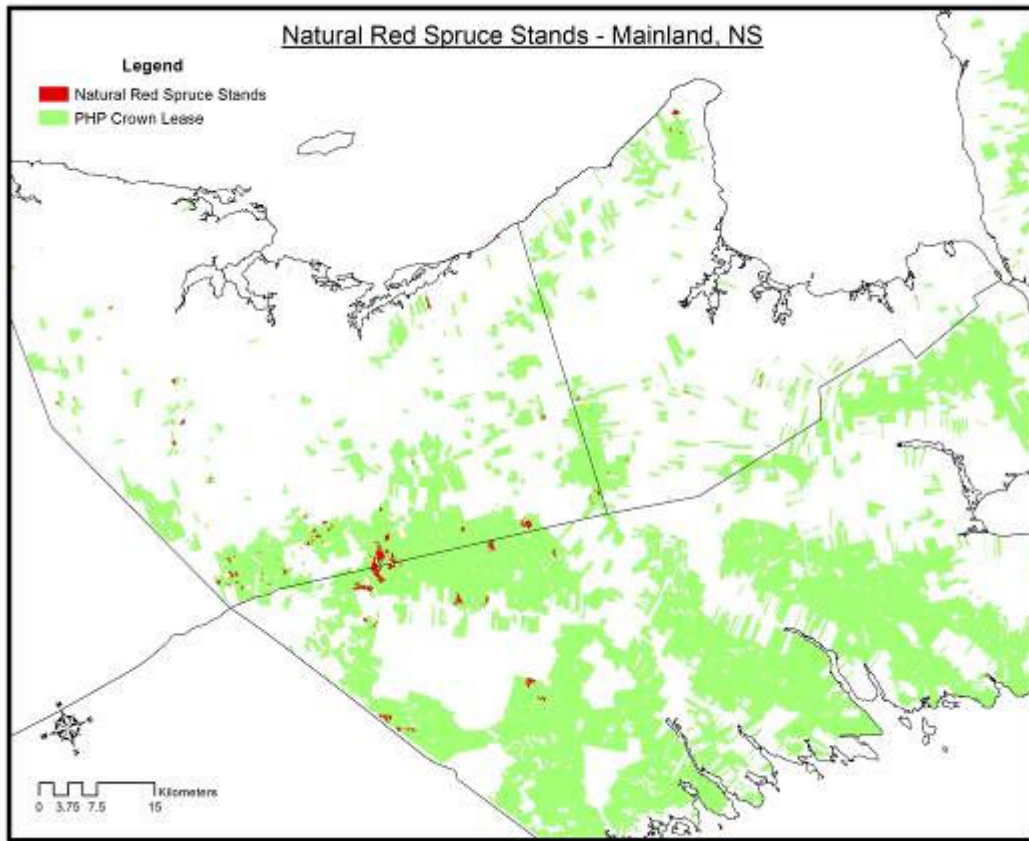 Natural Red Spruce Stands - Mainland, NS
Legend
Natural Red Spruce Stands
PHP Crown Lease
Kilometers
0 3.75 7.5 15